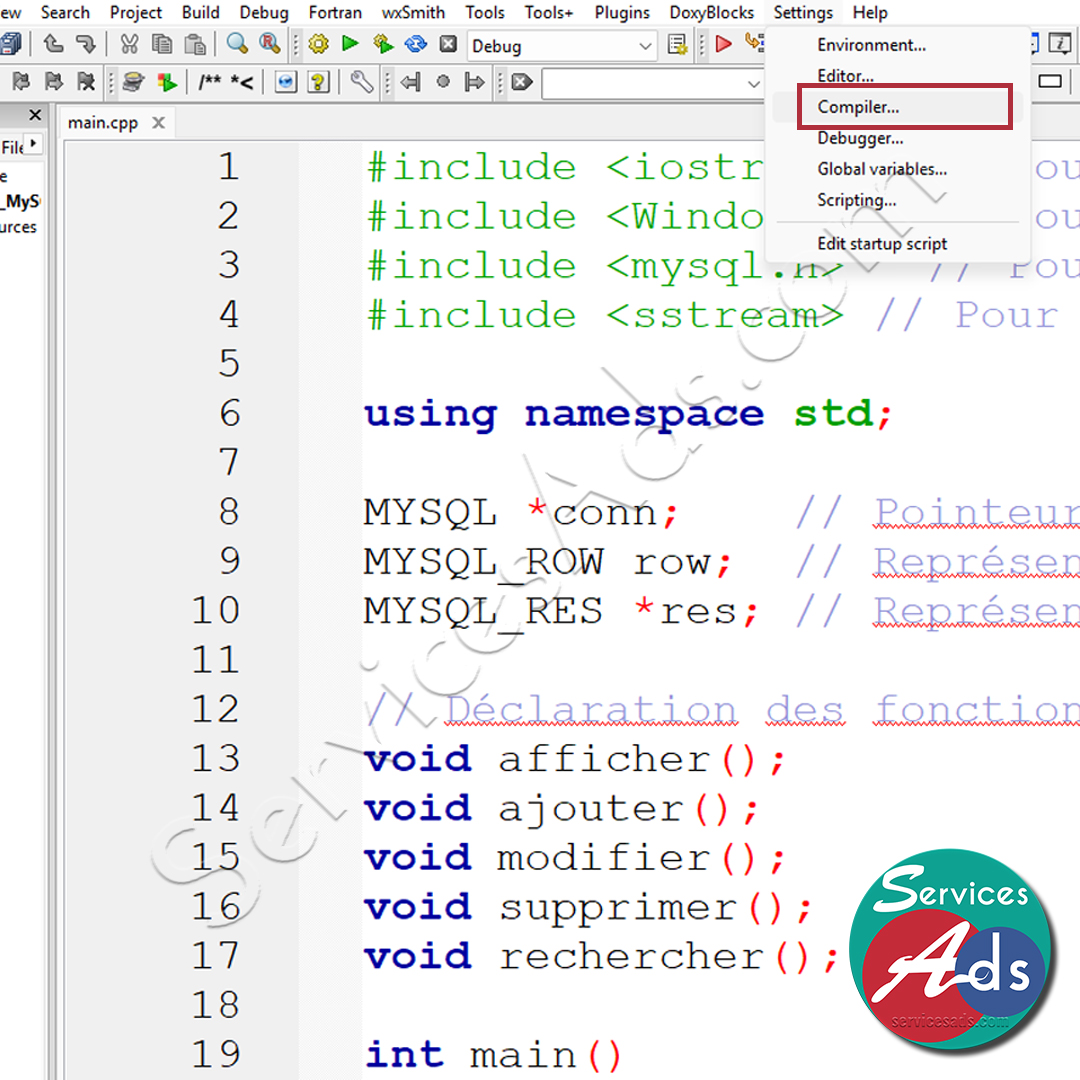 ew Search Project Build Debug Fortran wxSmith Tools Tools+ Plugins DoxyBlocks Settings Help
Debug
/** *<
Environment...
Editor...
Compiler...
Debugger...
Global variables...
Scripting...
Edit startup script
main.cpp
File
e
_MyS
urces
1 #include <iostr ou
2 #include <Windo ou
3 #include <mysql.h> // Pou
4 #include <sstream> // Pour
5
6 using namespace std;
7
8 MYSQL *conn; // Pointeur
9 MYSQL_ROW row; // Représen
10 MYSQL_RES *res; // Représen
11
12 // Déclaration des fonction
13 void afficher();
14 void ajouter();
15 void modifier();
16 void supprimer();
17 void rechercher();
18
19 int main()
ServicesAds.com
Services
Ads
servicesads.com